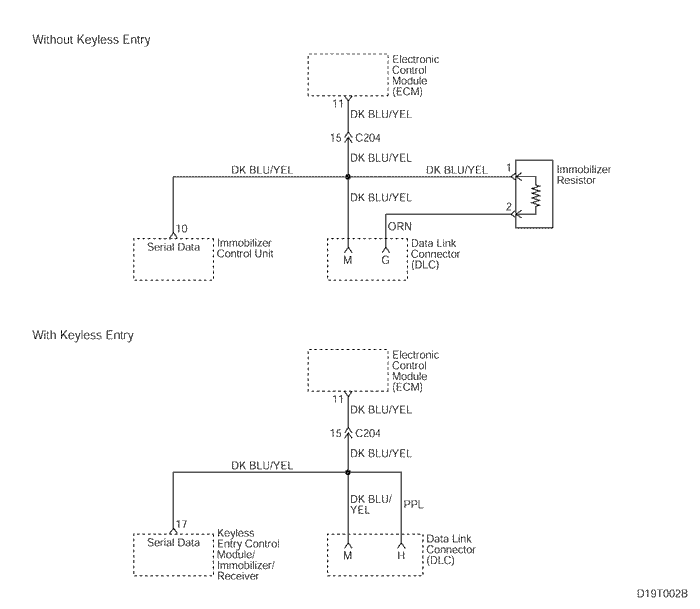 Without Keyless Entry
Electronic
Control
Module
(ECM)
11
DK BLU/YEL
15 C204
DK BLU/YEL
DK BLU/YEL
DK BLU/YEL
1
Immobilizer
Resistor
DK BLU/YEL
2
ORN
10
Serial Data
Immobilizer
Control Unit
M
G
Data Link
Connector
(DLC)
With Keyless Entry
Electronic
Control
Module
(ECM)
11
DK BLU/YEL
15 C204
DK BLU/YEL
DK BLU/YEL
DK BLU/
YEL
PPL
17
Serial Data
Keyless
Entry Control
Module/
Immobilizer/
Receiver
M
H
Data Link
Connector
(DLC)
D19T002B